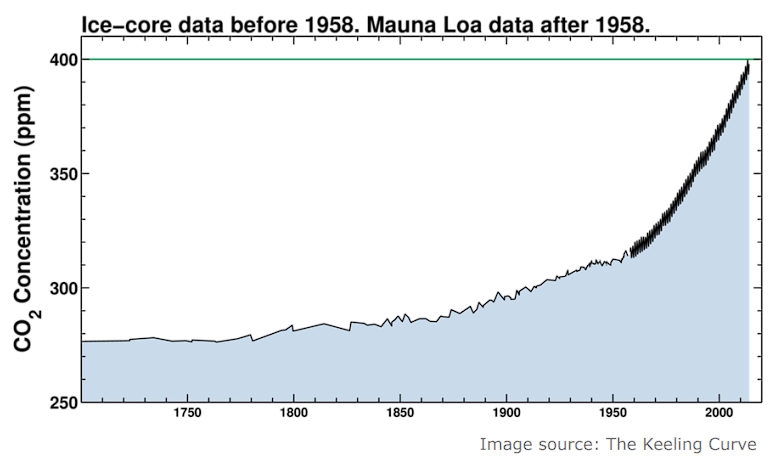 Ice–core data before 1958. Mauna Loa data after 1958.
CO2 Concentration (ppm)
400
350
300
250
1750 1800 1850 1900 1950 2000
Image source: The Keeling Curve